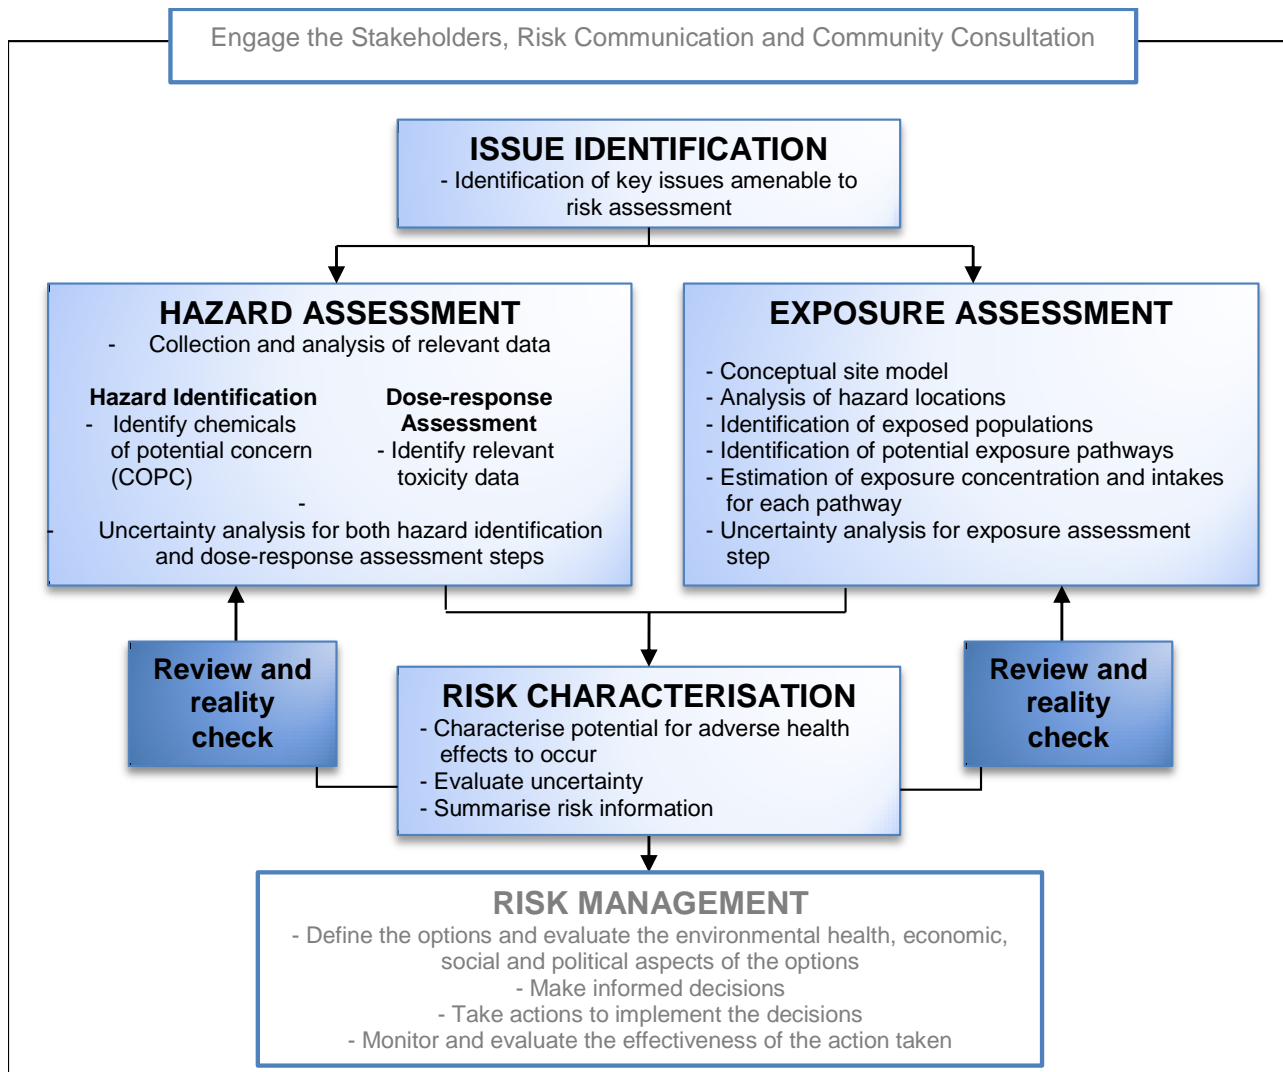 Engage the Stakeholders, Risk Communication and Community Consultation
ISSUE IDENTIFICATION
- Identification of key issues amenable to
risk assessment
HAZARD ASSESSMENT
- Collection and analysis of relevant data
Hazard Identification
- Identify chemicals
of potential concern
(COPC)
Dose-response
Assessment
- Identify relevant
toxicity data
-
- Uncertainty analysis for both hazard identification
and dose-response assessment steps
EXPOSURE ASSESSMENT
- Conceptual site model
- Analysis of hazard locations
- Identification of exposed populations
- Identification of potential exposure pathways
- Estimation of exposure concentration and intakes
for each pathway
- Uncertainty analysis for exposure assessment
step
Review and
reality
check
RISK CHARACTERISATION
- Characterise potential for adverse health
effects to occur
- Evaluate uncertainty
- Summarise risk information
Review and
reality
check
RISK MANAGEMENT
- Define the options and evaluate the environmental health, economic,
social and political aspects of the options
- Make informed decisions
- Take actions to implement the decisions
- Monitor and evaluate the effectiveness of the action taken